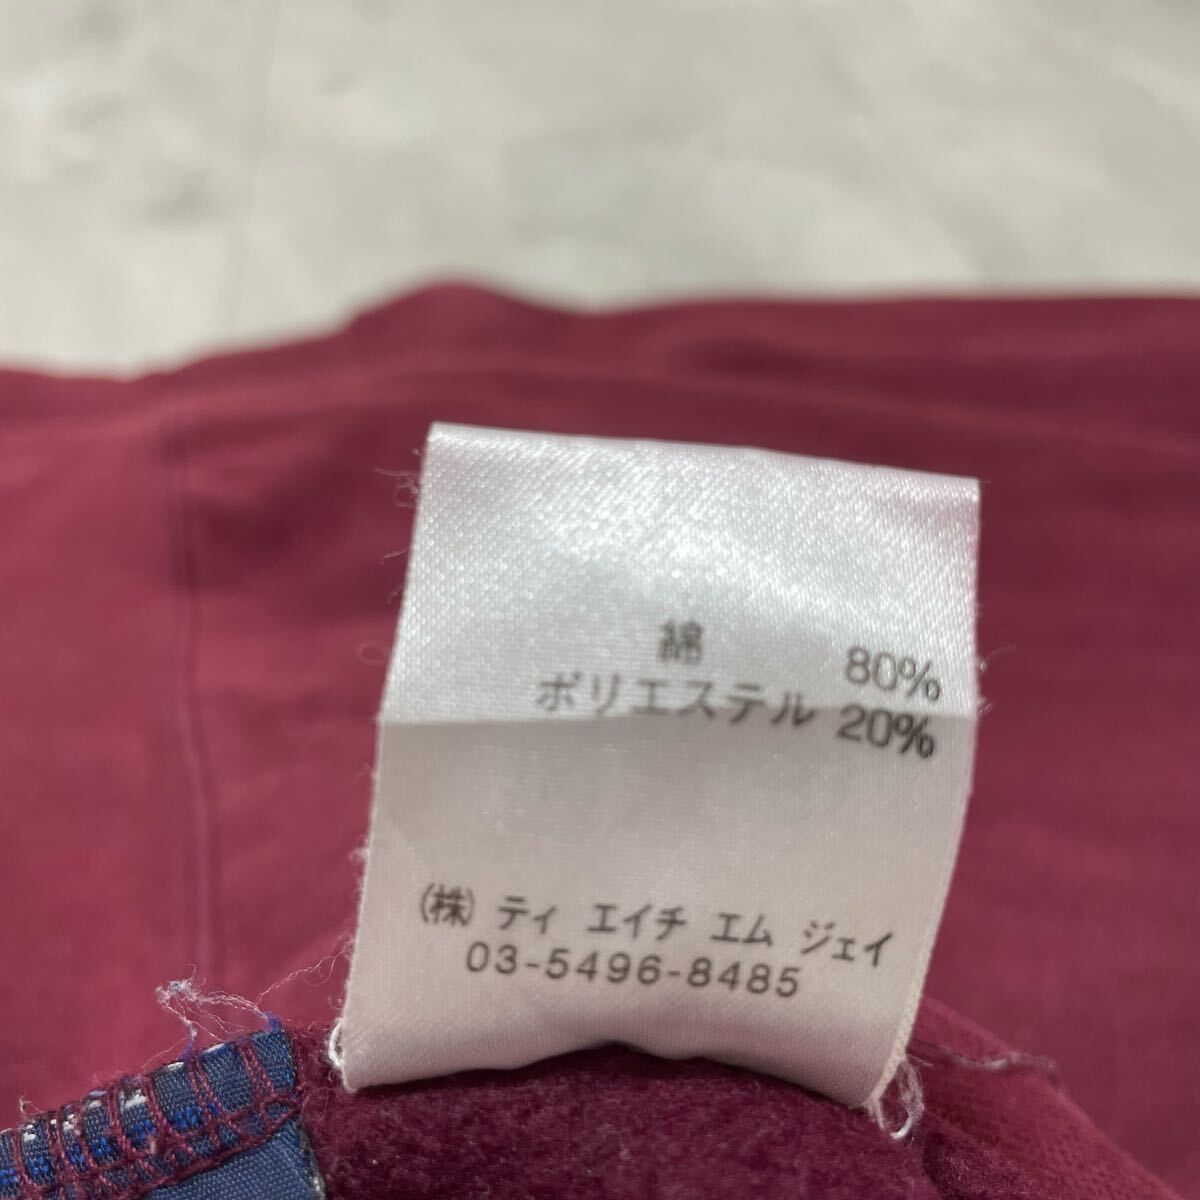 綿 80%
ポリエステル 20%
(株) ティ エイチ エム ジェイ
03-5496-8485